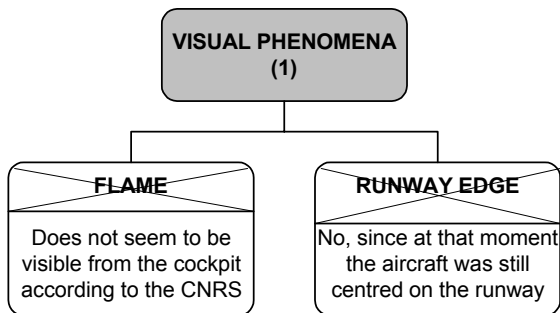 VISUAL PHENOMENA
(1)
FLAME
Does not seem to be
visible from the cockpit
according to the CNRS
RUNWAY EDGE
No, since at that moment
the aircraft was still
centred on the runway